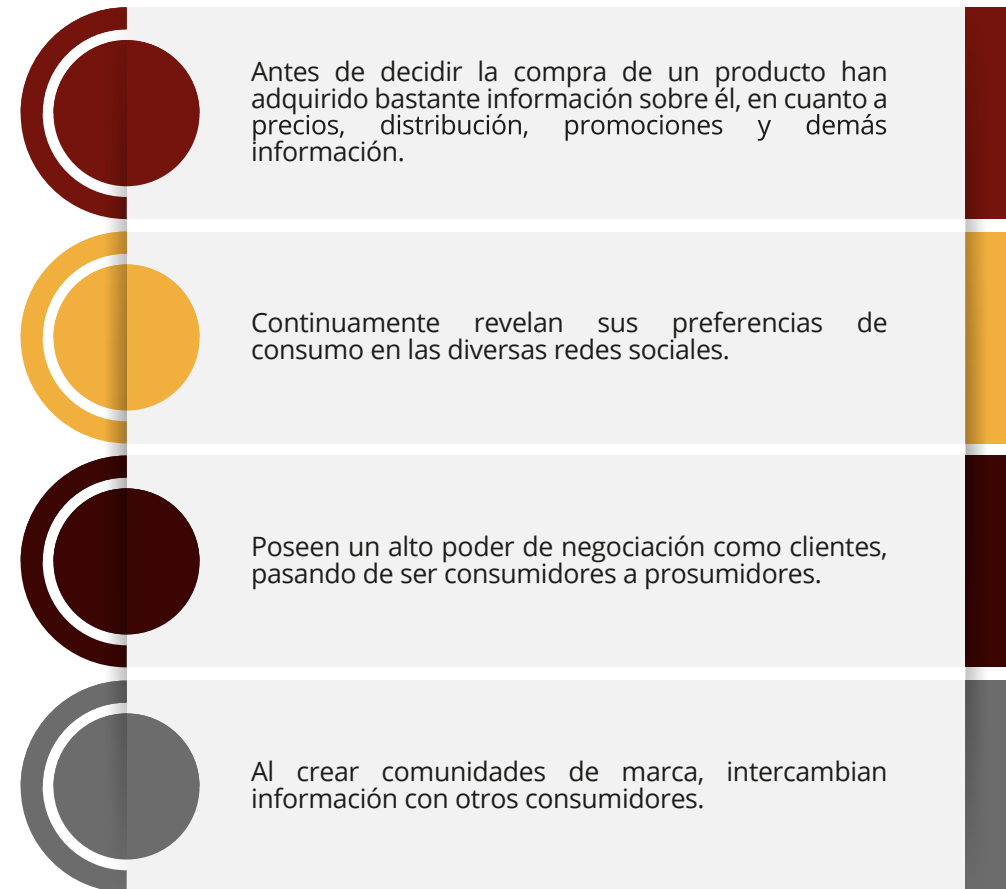 Antes de decidir la compra de un producto han
adquirido bastante información sobre él, en cuanto a
precios, distribución, promociones y demás
información.
Continuamente revelan sus preferencias de
consumo en las diversas redes sociales.
Poseen un alto poder de negociación como clientes,
pasando de ser consumidores a prosumidores.
Al crear comunidades de marca, intercambian
información con otros consumidores.